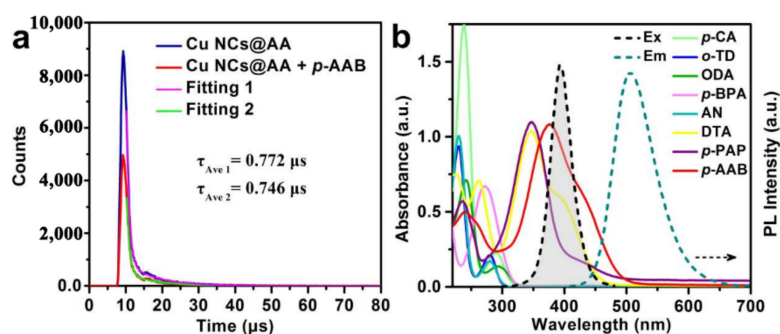 a
Cu NCs@AA
Cu NCs@AA + p-AAB
Fitting 1
Fitting 2
τAve 1= 0.772 μs
τAve 2= 0.746 μs
10,000
8,000
6,000
4,000
2,000
0
Counts
0 10 20 30 40 50 60 70 80
Time (μs)
b
Ex
Em
p-CA
o-TD
ODA
p-BPA
AN
DTA
p-PAP
p-AAB
1.5
1.0
0.5
0.0
Absorbance (a.u.)
PL Intensity (a.u.)
300 400 500 600 700
Wavelength (nm)